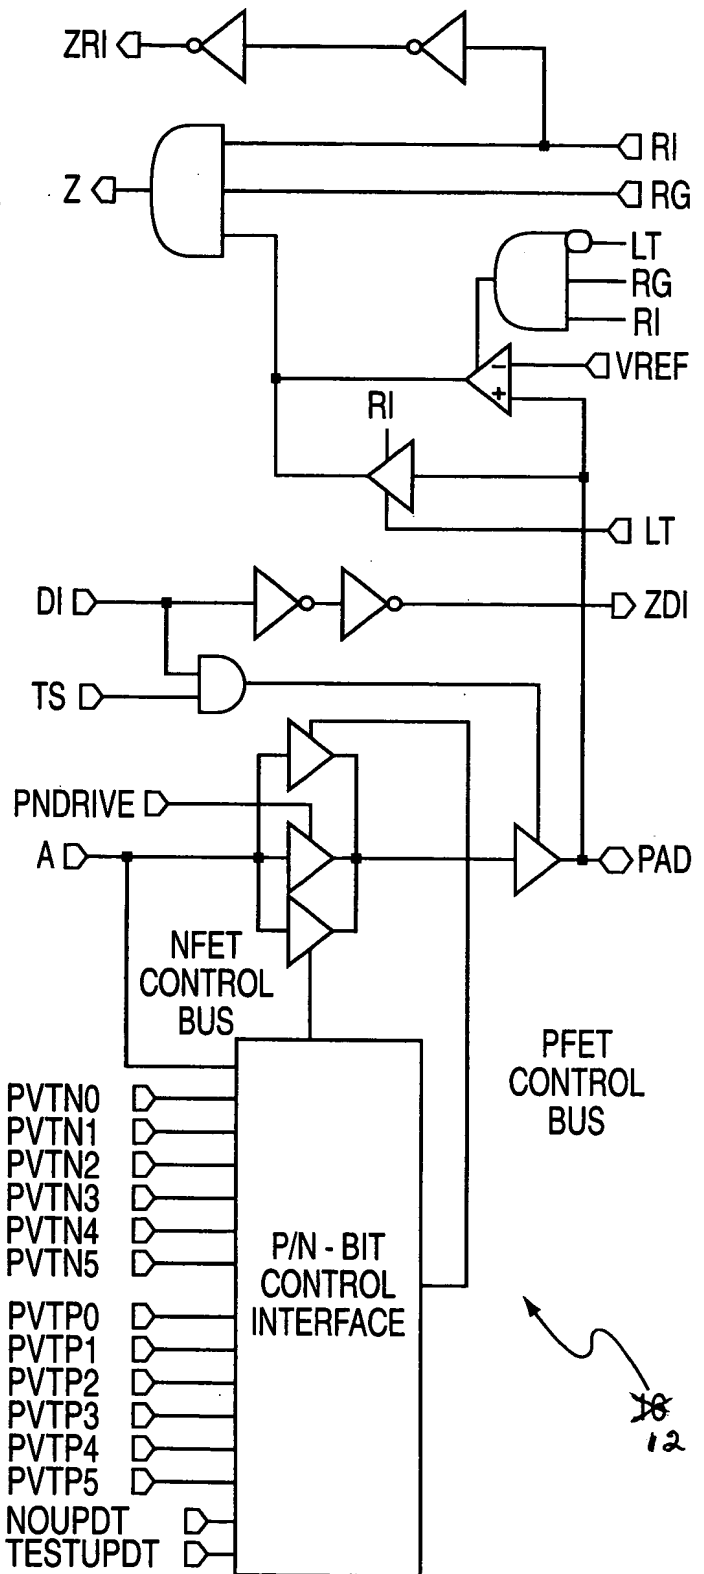 ZRI
RI
Z
RG
LT
RG
RI
VREF
−
+
RI
LT
DI
ZDI
TS
PNDRIVE
A
PAD
NFET
CONTROL
BUS
PFET
CONTROL
BUS
PVTN0
PVTN1
PVTN2
PVTN3
PVTN4
PVTN5
P/N - BIT
CONTROL
INTERFACE
PVTP0
PVTP1
PVTP2
PVTP3
PVTP4
PVTP5
NOUPDT
TESTUPDT
12